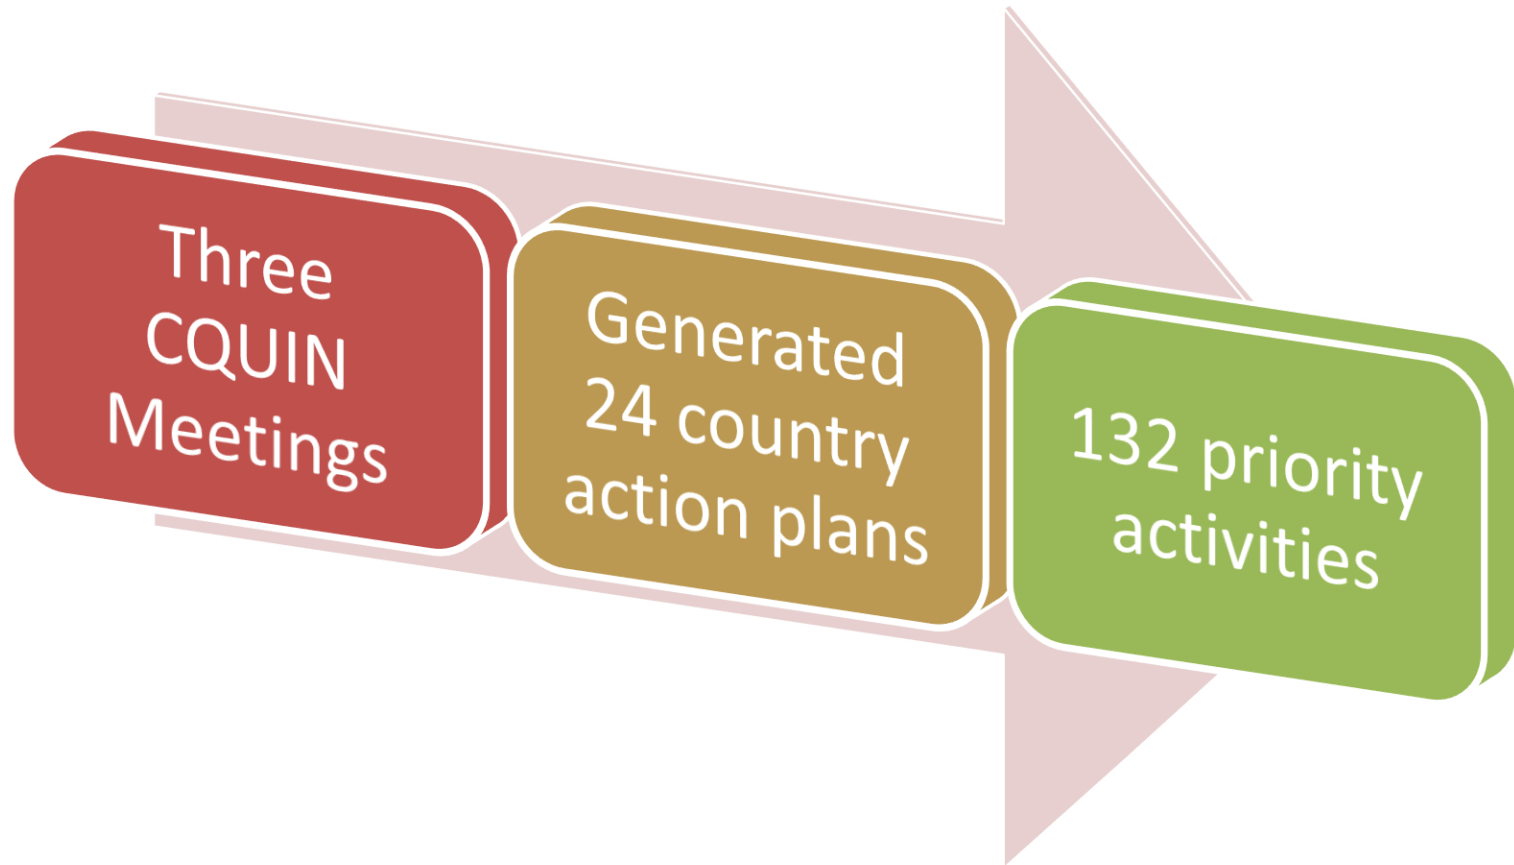 Three
CQUIN
Meetings
Generated
24 country
action plans
132 priority
activities